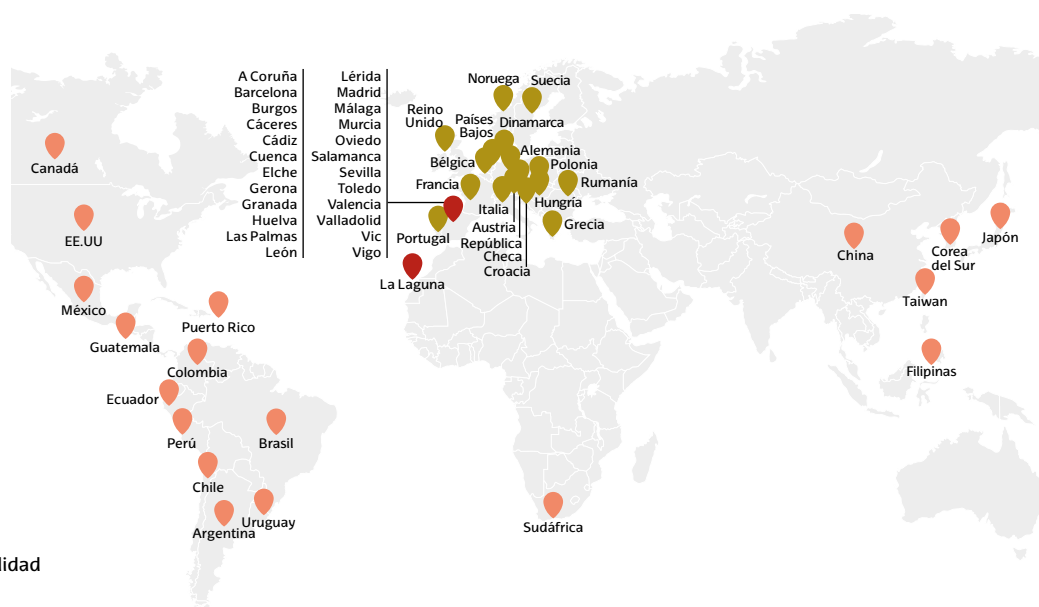 A Coruña
Barcelona
Burgos
Cáceres
Cádiz
Cuenca
Elche
Gerona
Granada
Huelva
Las Palmas
León
Lérida
Madrid
Málaga
Murcia
Oviedo
Salamanca
Sevilla
Toledo
Valencia
Valladolid
Vic
Vigo
Noruega
Suecia
Reino
Unido
Países
Bajos
Dinamarca
Alemania
Bélgica
Polonia
Francia
Rumanía
Italia
Hungría
Portugal
Austria
Grecia
República
Checa
Croacia
La Laguna
Canadá
EE.UU
México
Puerto Rico
Guatemala
Colombia
Ecuador
Perú
Brasil
Chile
Uruguay
Argentina
Sudáfrica
China
Corea
del Sur
Japón
Taiwan
Filipinas
lidad